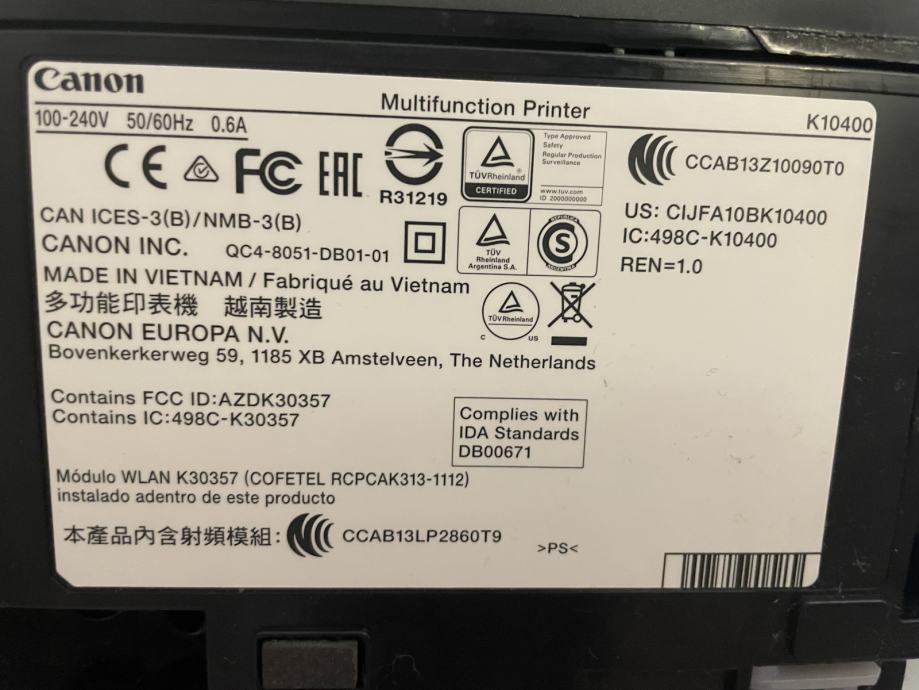 Canon
Multifunction Printer
K10400
100-240V 50/60Hz 0.6A
CE FC EAC
R31219
TÜVRheinland®
CERTIFIED
Type Approved
Safety
Regular Production
Surveillance
www.tuv.com
ID 2000000000
CCAB13Z10090T0
CAN ICES-3(B)/NMB-3(B)
CANON INC. QC4-8051-DB01-01
TÜV
Rheinland
Argentina S.A.
REPUBLICA
S
ARGENTINA
US: CIJFA10BK10400
IC:498C-K10400
REN=1.0
MADE IN VIETNAM / Fabriqué au Vietnam
多功能印表機 越南製造
TÜVRheinland
C US
CANON EUROPA N.V.
Bovenkerkerweg 59, 1185 XB Amstelveen, The Netherlands
Contains FCC ID:AZDK30357
Contains IC:498C-K30357
Complies with
IDA Standards
DB00671
Módulo WLAN K30357 (COFETEL RCPCAK313-1112)
instalado adentro de este producto
本產品內含射頻模組: CCAB13LP2860T9
>PS<